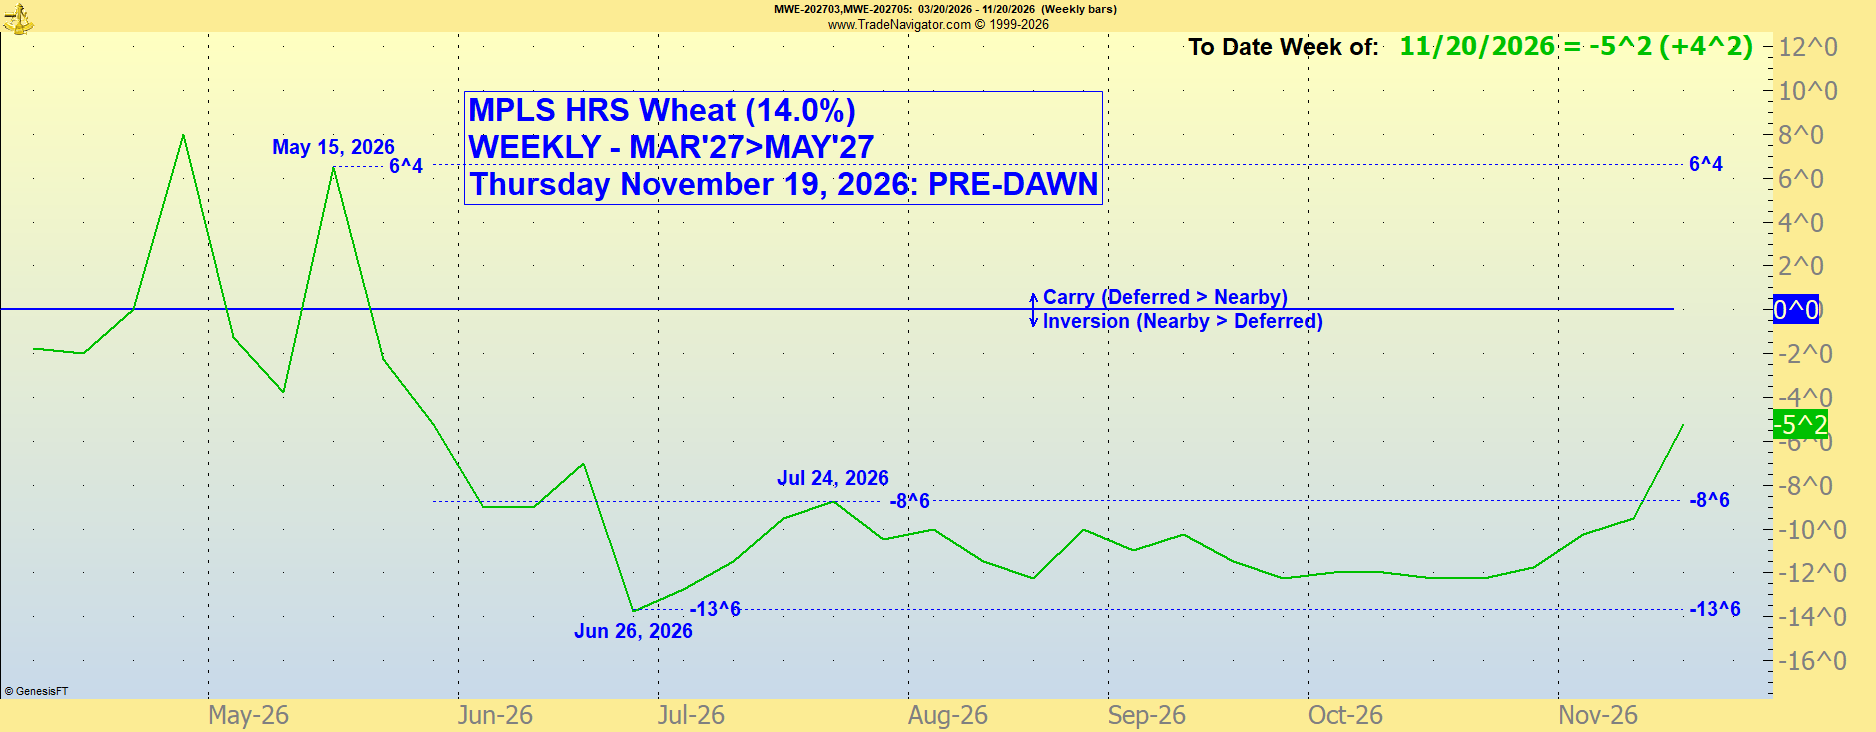 MWE-202703,MWE-202705: 03/20/2026 - 11/20/2026 (Weekly bars)
www.TradeNavigator.com © 1999-2026
To Date Week of: 11/20/2026 = -5^2 (+4^2)
MPLS HRS Wheat (14.0%)
WEEKLY - MAR'27>MAY'27
Thursday November 19, 2026: PRE-DAWN
May 15, 2026
6^4
6^4
Carry (Deferred > Nearby)
Inversion (Nearby > Deferred)
Jul 24, 2026
-8^6
-8^6
-13^6
-13^6
Jun 26, 2026
12^0
10^0
8^0
6^0
4^0
2^0
0^0
-2^0
-4^0
-5^2
-6^0
-8^0
-10^0
-12^0
-14^0
-16^0
© GenesisFT
May-26
Jun-26
Jul-26
Aug-26
Sep-26
Oct-26
Nov-26